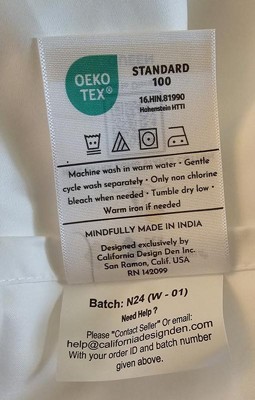 OEKO
TEX®
STANDARD
100
16.HIN.81990
Hohenstein HTTI
Machine wash in warm water • Gentle
cycle wash separately • Only non chlorine
bleach when needed • Tumble dry low •
Warm iron if needed
MINDFULLY MADE IN INDIA
Designed exclusively by
California Design Den Inc.
San Ramon, Calif. USA
RN 142099
Batch: N24 (W - 01)
Need Help ?
Please "Contact Seller" Or email:
help@californiadesignden.com
With your order ID and batch number
given above.